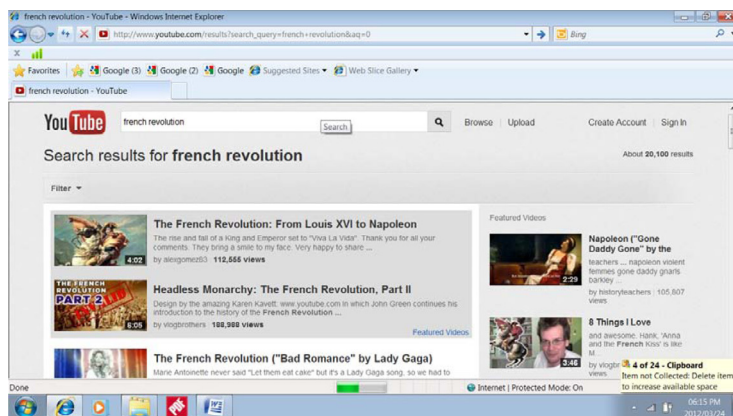 french revolution - YouTube - Windows Internet Explorer
http://www.youtube.com/results?search_query=french+revolution&aq=0
Bing
x
Favorites Google (3) Google (2) Google Suggested Sites Web Slice Gallery
french revolution - YouTube
YouTube french revolution Search Browse Upload Create Account Sign In
Search results for french revolution About 20,100 results
Filter
The French Revolution: From Louis XVI to Napoleon
The rise and fall of a King and Emperor set to "Viva La Vida". Thank you for all your
comments. They bring a smile to my face. Very happy to share ...
by alexgomez63 112,555 views
4:02
THE FRENCH
REVOLUTION
PART 2
6:05
Headless Monarchy: The French Revolution, Part II
Design by the amazing Karen Kavett: www.youtube.com in which John Green continues his
introduction to the history of the French Revolution ...
by vlogbrothers 188,988 views
Featured Videos
The French Revolution ("Bad Romance" by Lady Gaga)
Marie Antoinette never said "Let them eat cake" but it's a Lady Gaga song, so we had to
Featured Videos
2:29
Napoleon ("Gone
Daddy Gone" by the
teachers ... napoleon violent
femmes gone daddy gnarls
barkley ...
by historyteachers 105,807
views
3:46
8 Things I Love
and awesome. Hank, 'Anna
and the French Kiss' is like
M...
by vlogbr
views
4 of 24 - Clipboard
Item not Collected: Delete item
to increase available space
Done Internet | Protected Mode: On
06:15 PM
2012/03/24